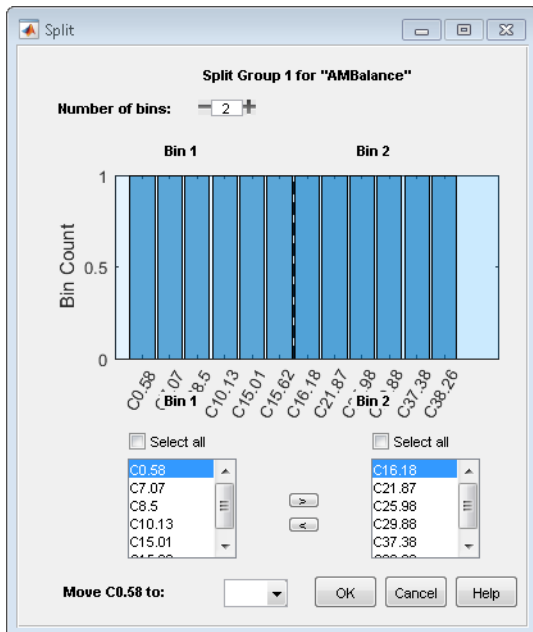 Split
Split Group 1 for "AMBalance"
Number of bins: 2
Bin 1 Bin 2
1
0.5
0
Bin Count
C0.58 C10.13 C15.01 C15.62 C16.18 C21.87 C37.38 C38.26
Bin 1 Bin 2
Select all Select all
C0.58 C16.18
C7.07 C21.87
C8.5 C25.98
C10.13 C29.88
C15.01 C37.38
> 
<
Move C0.58 to: OK Cancel Help